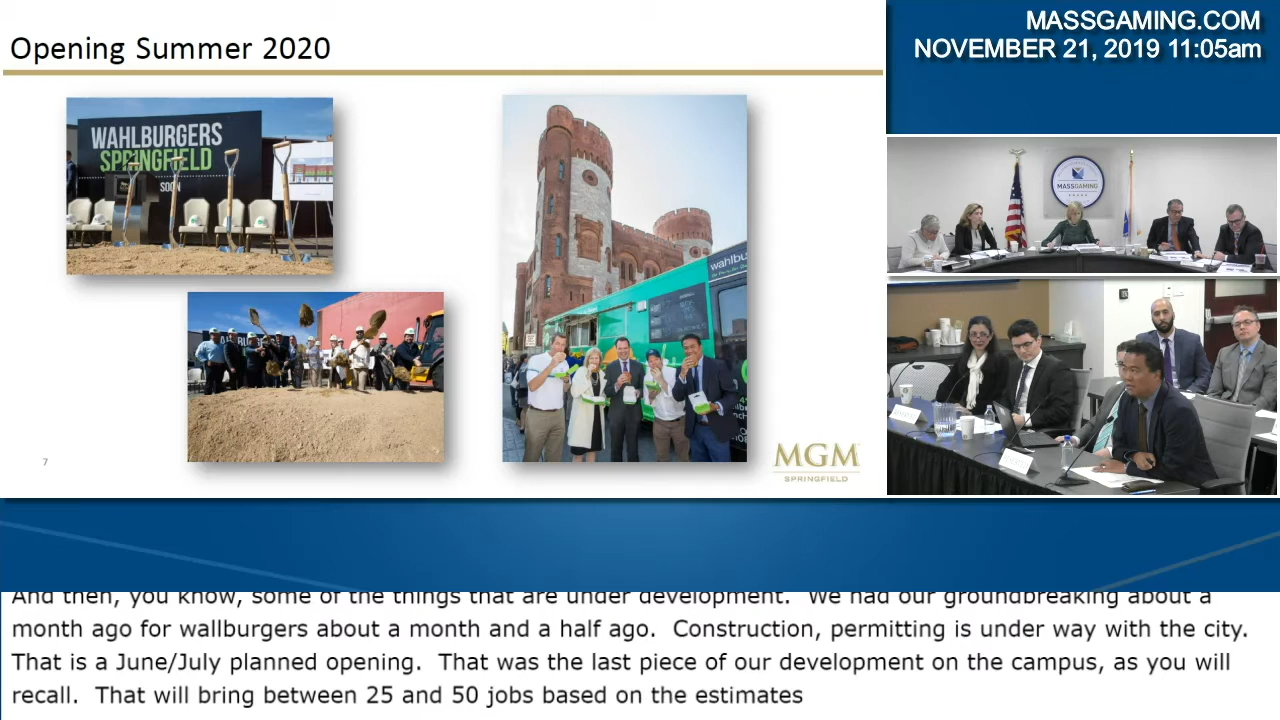 Opening Summer 2020
MASSGAMING.COM
NOVEMBER 21, 2019 11:05am
WAHLBURGERS
SPRINGFIELD
SOON
MASSGAMING
7
MGM
SPRINGFIELD
And then, you know, some of the things that are under development.  We had our groundbreaking about a
month ago for wallburgers about a month and a half ago.  Construction, permitting is under way with the city.
That is a June/July planned opening.  That was the last piece of our development on the campus, as you will
recall.  That will bring between 25 and 50 jobs based on the estimates